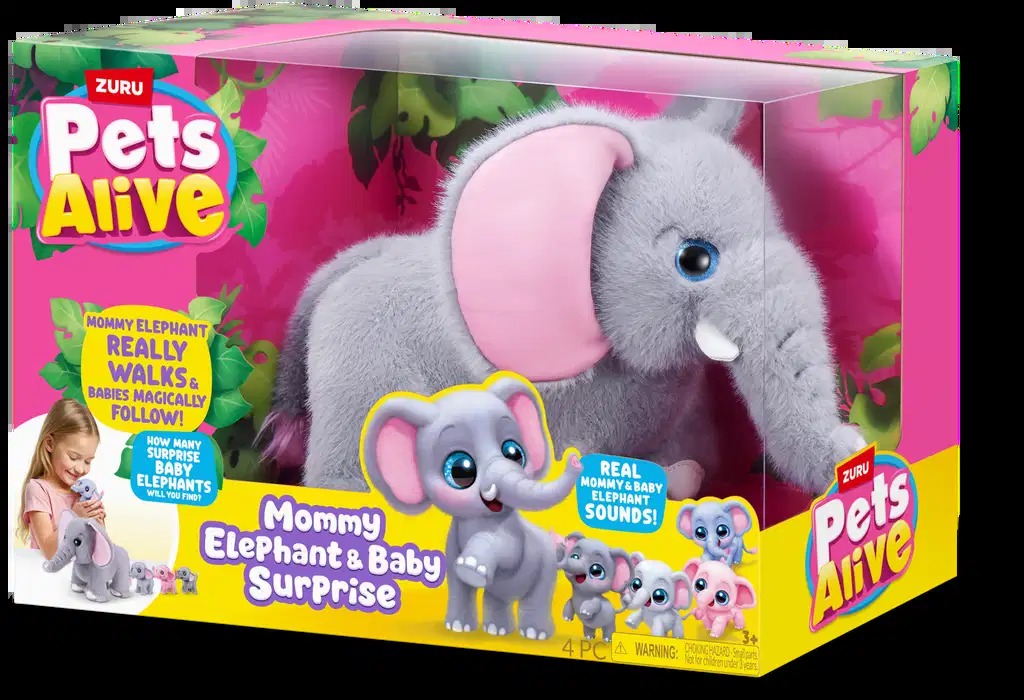 ZURU
Pets
Alive
MOMMY ELEPHANT
REALLY
WALKS &
BABIES MAGICALLY
FOLLOW!
HOW MANY
SURPRISE
BABY
ELEPHANTS
WILL YOU FIND?
Mommy
Elephant & Baby
Surprise
REAL
MOMMY & BABY
ELEPHANT
SOUNDS!
ZURU
Pets
Alive
3+
4 PC
WARNING:
CHOKING HAZARD - Small parts.
Not for children under 3 years.